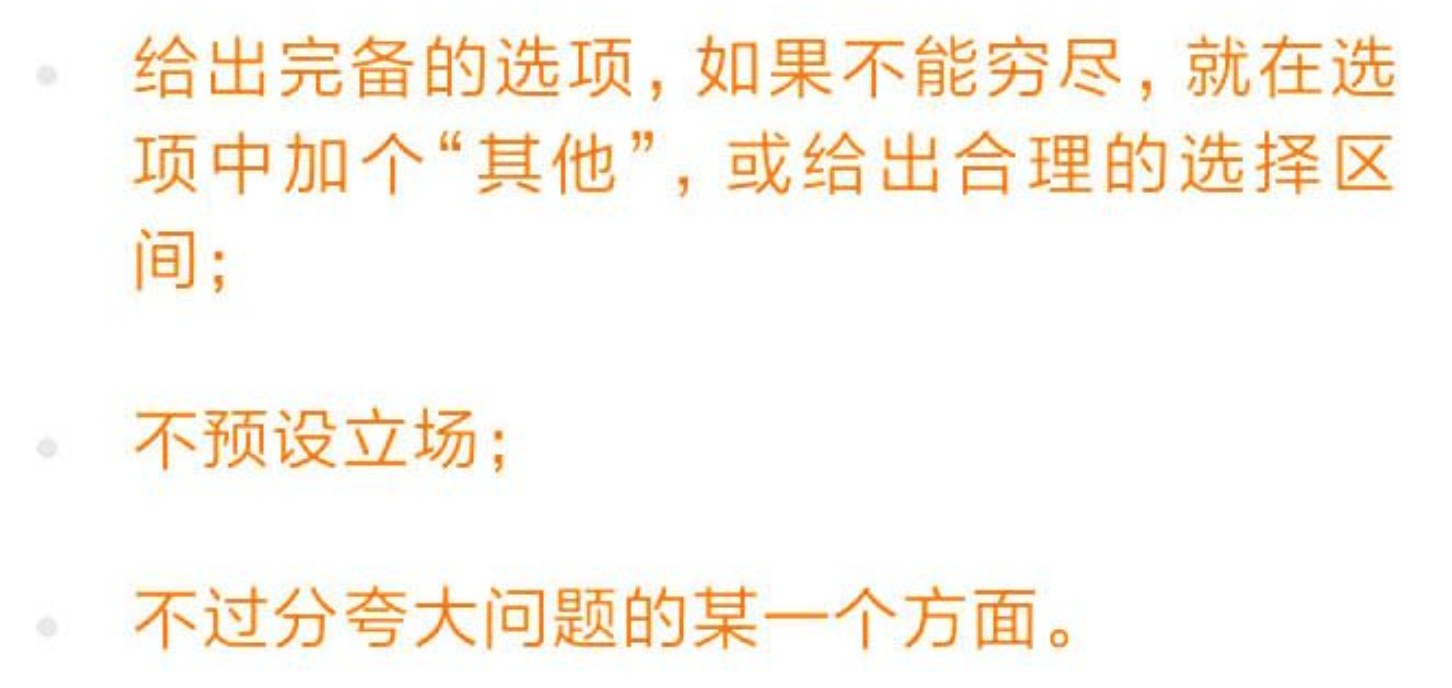 给出完备的选项，如果不能穷尽，就在选
项中加个“其他”，或给出合理的选择区
间；
不预设立场；
不过分夸大问题的某一个方面。